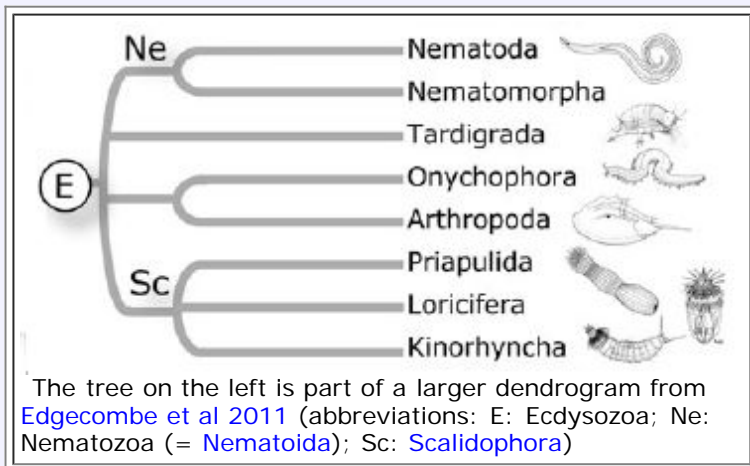 Ne
Nematoda
Nematomorpha
Tardigrada
E
Onychophora
Arthropoda
Sc
Priapulida
Loricifera
Kinorhyncha
The tree on the left is part of a larger dendrogram from
Edgecombe et al 2011 (abbreviations: E: Ecdysozoa; Ne:
Nematozoa (= Nematoida); Sc: Scalidophora)